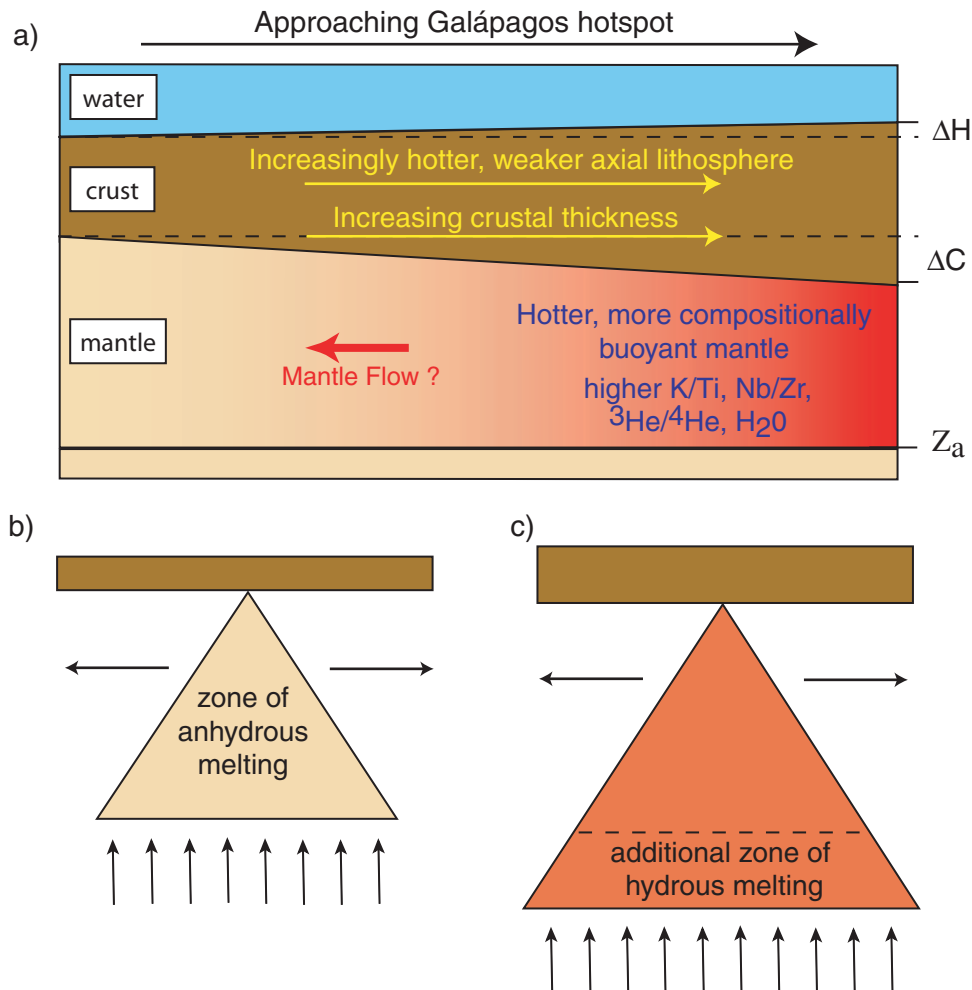 a)
Approaching Galápagos hotspot
water
ΔH
Increasingly hotter, weaker axial lithosphere
crust
Increasing crustal thickness
ΔC
Hotter, more compositionally
buoyant mantle
mantle
Mantle Flow ?
higher K/Ti, Nb/Zr,
³He/⁴He, H₂0
Zₐ
b)
zone of
anhydrous
melting
c)
additional zone of
hydrous melting